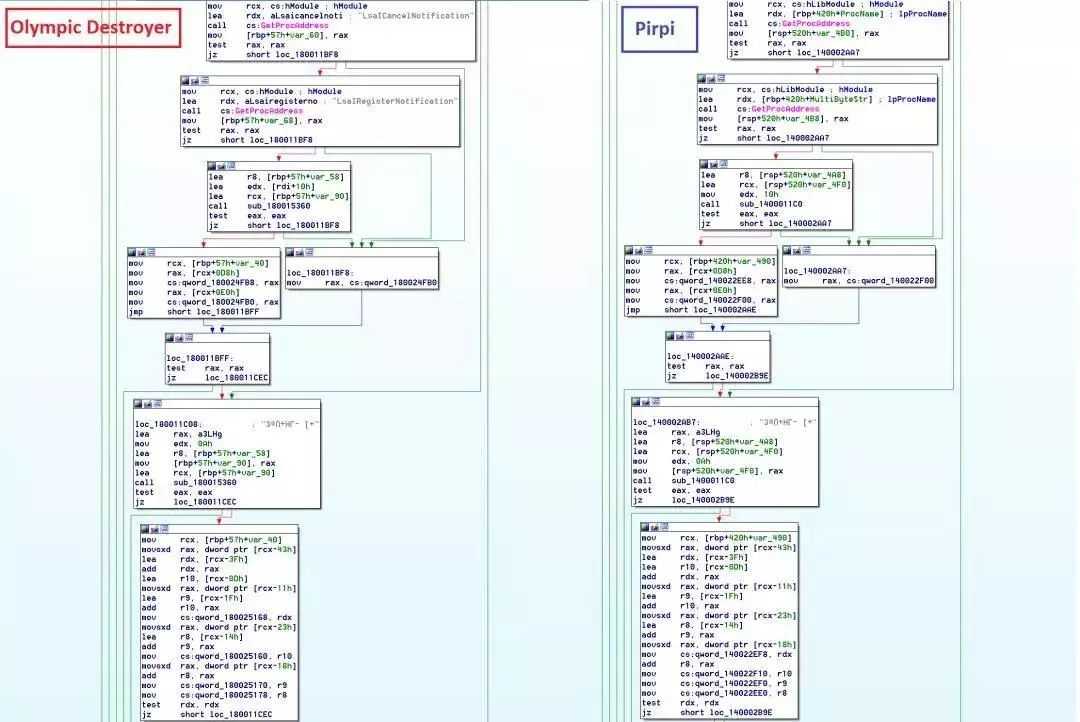 Olympic Destroyer
mov rcx, cs:hModule ; hModule
lea rdx, aLsaicancelnoti ; "LsaICancelNotification"
call cs:GetProcAddress
mov [rbp+57h+var_60], rax
test rax, rax
jz short loc_180011BF8
mov rcx, cs:hModule ; hModule
lea rdx, aLsairegisterno ; "LsaIRegisterNotification"
call cs:GetProcAddress
mov [rbp+57h+var_68], rax
test rax, rax
jz short loc_180011BF8
lea r8, [rbp+57h+var_58]
lea edx, [rdi+10h]
lea rcx, [rbp+57h+var_90]
call sub_180015360
test eax, eax
jz short loc_180011BF8
mov rcx, [rbp+57h+var_40]
mov rax, [rcx+0D8h]
mov cs:qword_180024FB8, rax
mov rax, [rcx+0E0h]
mov cs:qword_180024FB0, rax
jmp short loc_180011BFF
loc_180011BF8:
mov rax, cs:qword_180024FB0
loc_180011BFF:
test rax, rax
jz loc_180011CEC
loc_180011C08:
lea rax, a3LHg
mov edx, 0Ah
lea r8, [rbp+57h+var_58]
mov [rbp+57h+var_90], rax
lea rcx, [rbp+57h+var_90]
call sub_180015360
test eax, eax
jz loc_180011CEC
mov rcx, [rbp+57h+var_40]
movsxd rax, dword ptr [rcx-43h]
lea rdx, [rcx-3Fh]
add rdx, rax
lea r10, [rcx-0Dh]
movsxd rax, dword ptr [rcx-11h]
lea r9, [rcx-1Fh]
add r10, rax
mov cs:qword_180025168, rdx
movsxd rax, dword ptr [rcx-23h]
lea r8, [rcx-14h]
add r9, rax
mov cs:qword_180025160, r10
movsxd rax, dword ptr [rcx-18h]
add r8, rax
mov cs:qword_180025170, r9
mov cs:qword_180025178, r8
test rdx, rdx
jz short loc_180011CEC
Pirpi
mov rcx, cs:hLibModule ; hModule
lea rdx, [rbp+420h+ProcName] ; lpProcName
call cs:GetProcAddress
mov [rsp+520h+var_4B0], rax
test rax, rax
jz short loc_140002AA7
mov rcx, cs:hLibModule ; hModule
lea rdx, [rbp+420h+MultiByteStr] ; lpProcName
call cs:GetProcAddress
mov [rsp+520h+var_4B8], rax
test rax, rax
jz short loc_140002AA7
lea r8, [rsp+520h+var_4A8]
lea rcx, [rsp+520h+var_4F0]
mov edx, 10h
call sub_1400011C0
test eax, eax
jz short loc_140002AA7
mov rcx, [rbp+420h+var_490]
mov rax, [rcx+0D8h]
mov cs:qword_140022EE8, rax
mov rax, [rcx+0E0h]
mov cs:qword_140022F00, rax
jmp short loc_140002AAE
loc_140002AA7:
mov rax, cs:qword_140022F00
loc_140002AAE:
test rax, rax
jz loc_140002B9E
loc_140002AB7:
lea rax, a3LHg
lea r8, [rsp+520h+var_4A8]
lea rcx, [rsp+520h+var_4F0]
mov edx, 0Ah
mov [rsp+520h+var_4F0], rax
call sub_1400011C0
test eax, eax
jz loc_140002B9E
mov rcx, [rbp+420h+var_490]
movsxd rax, dword ptr [rcx-43h]
lea rdx, [rcx-3Fh]
lea r10, [rcx-0Dh]
add rdx, rax
movsxd rax, dword ptr [rcx-11h]
lea r9, [rcx-1Fh]
add r10, rax
movsxd rax, dword ptr [rcx-23h]
lea r8, [rcx-14h]
add r9, rax
movsxd rax, dword ptr [rcx-18h]
mov cs:qword_140022EF8, rdx
add r8, rax
mov cs:qword_140022F10, r10
mov cs:qword_140022EF0, r9
mov cs:qword_140022EE0, r8
test rdx, rdx
jz short loc_140002B9E